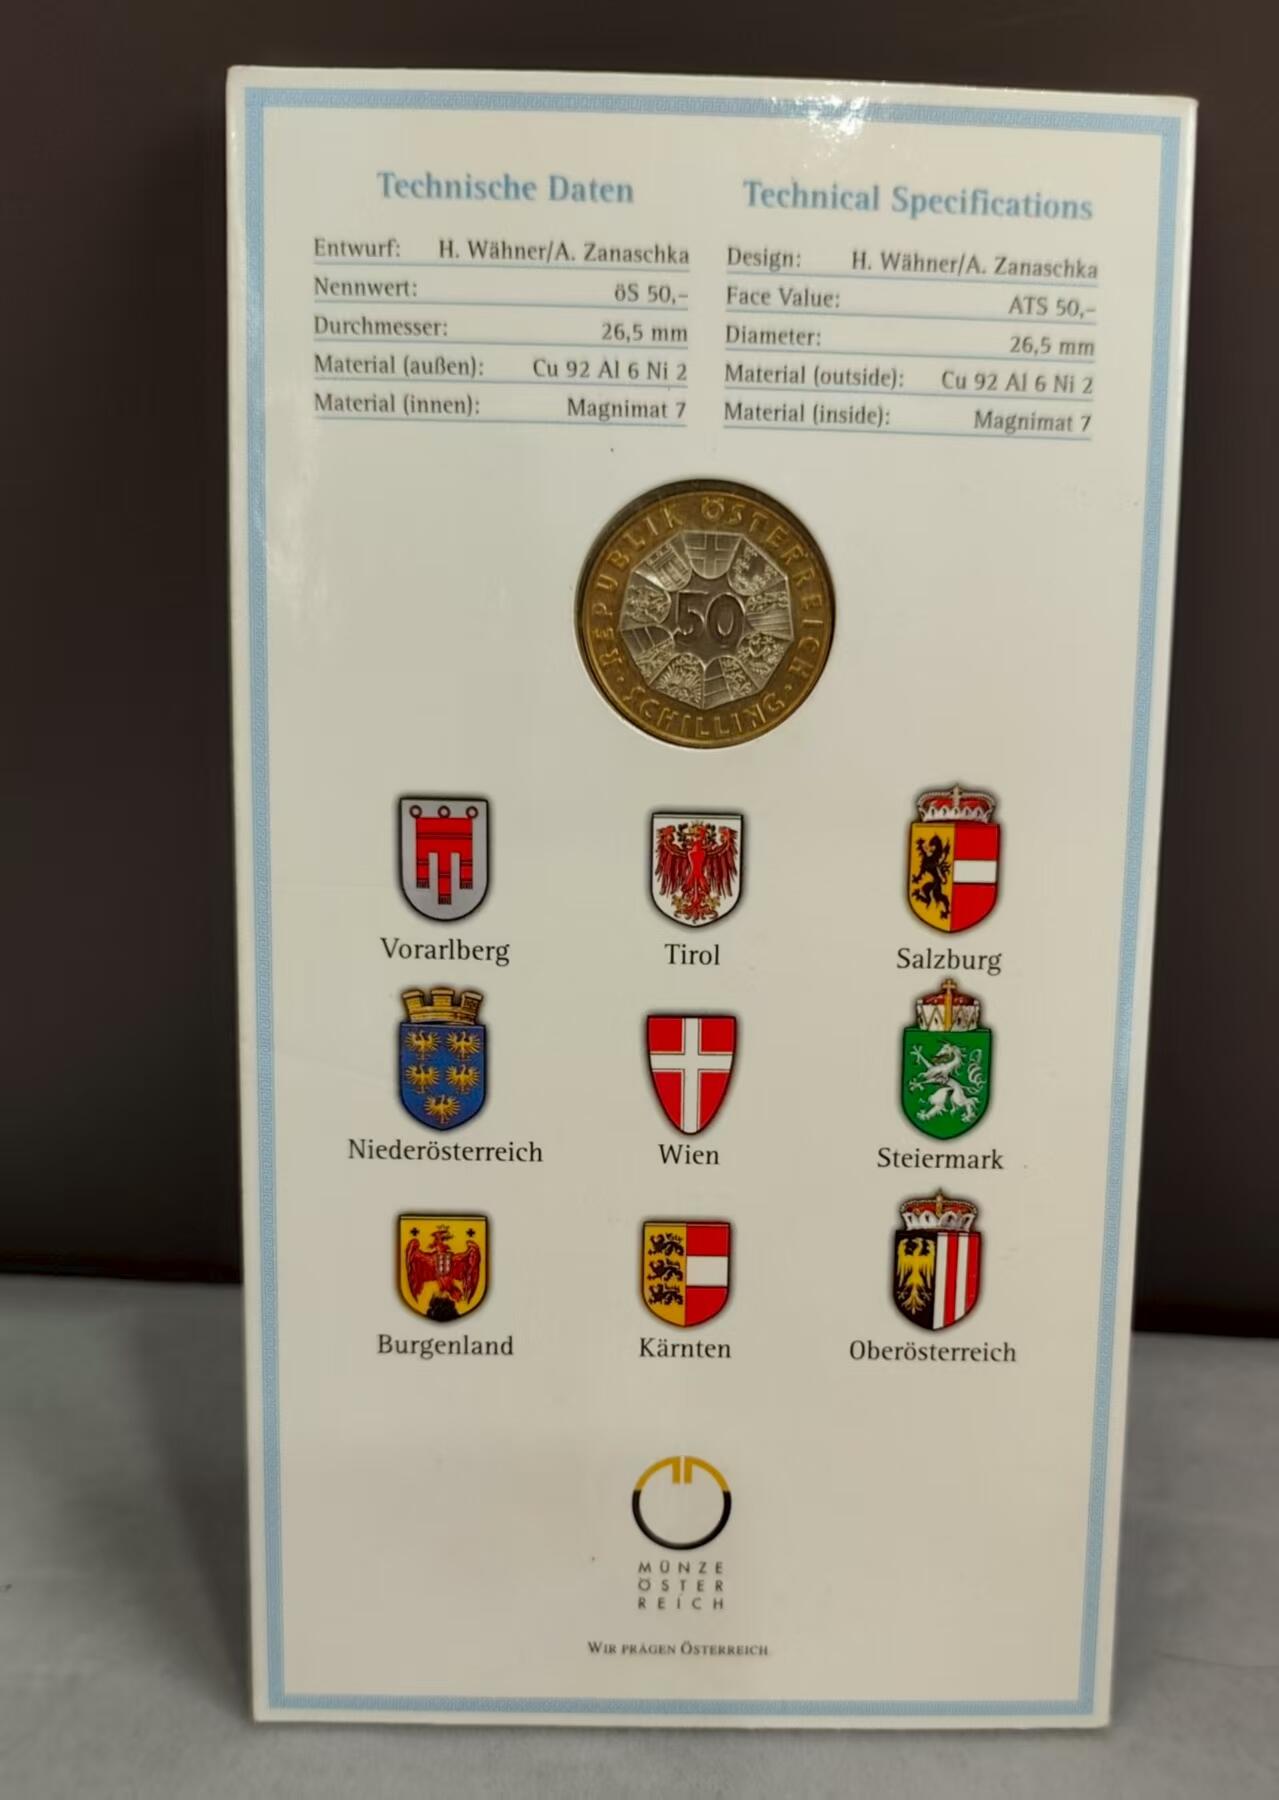 Technische Daten
Entwurf: H. Wähner/A. Zanaschka
Nennwert: öS 50,–
Durchmesser: 26,5 mm
Material (außen): Cu 92 Al 6 Ni 2
Material (innen): Magnimat 7
Technical Specifications
Design: H. Wähner/A. Zanaschka
Face Value: ATS 50,–
Diameter: 26,5 mm
Material (outside): Cu 92 Al 6 Ni 2
Material (inside): Magnimat 7
REPUBLIK ÖSTERREICH
50
SCHILLING
Vorarlberg
Tirol
Salzburg
Niederösterreich
Wien
Steiermark
Burgenland
Kärnten
Oberösterreich
MÜNZE
ÖSTER
REICH
WIR PRÄGEN ÖSTERREICH